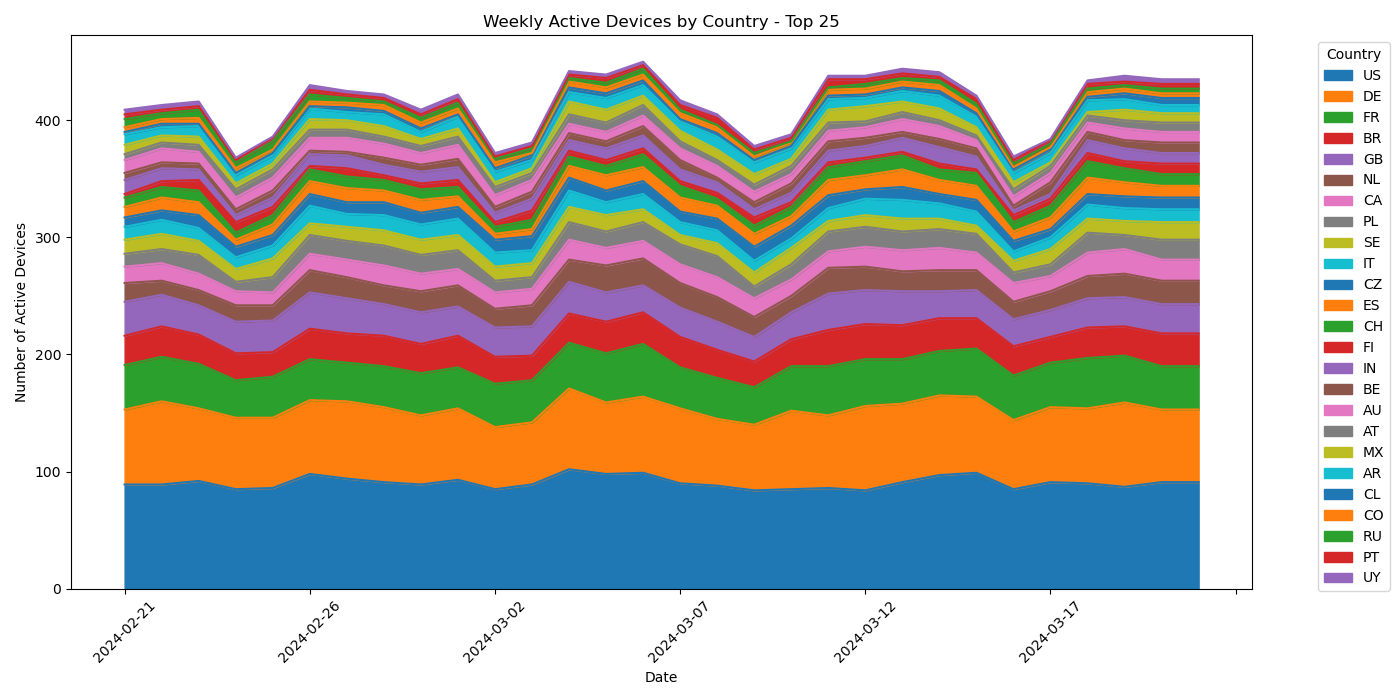 Weekly Active Devices by Country - Top 25
Number of Active Devices
400
300
200
100
0
2024-02-21
2024-02-26
2024-03-02
2024-03-07
2024-03-12
2024-03-17
Date
Country
US
DE
FR
BR
GB
NL
CA
PL
SE
IT
CZ
ES
CH
FI
IN
BE
AU
AT
MX
AR
CL
CO
RU
PT
UY